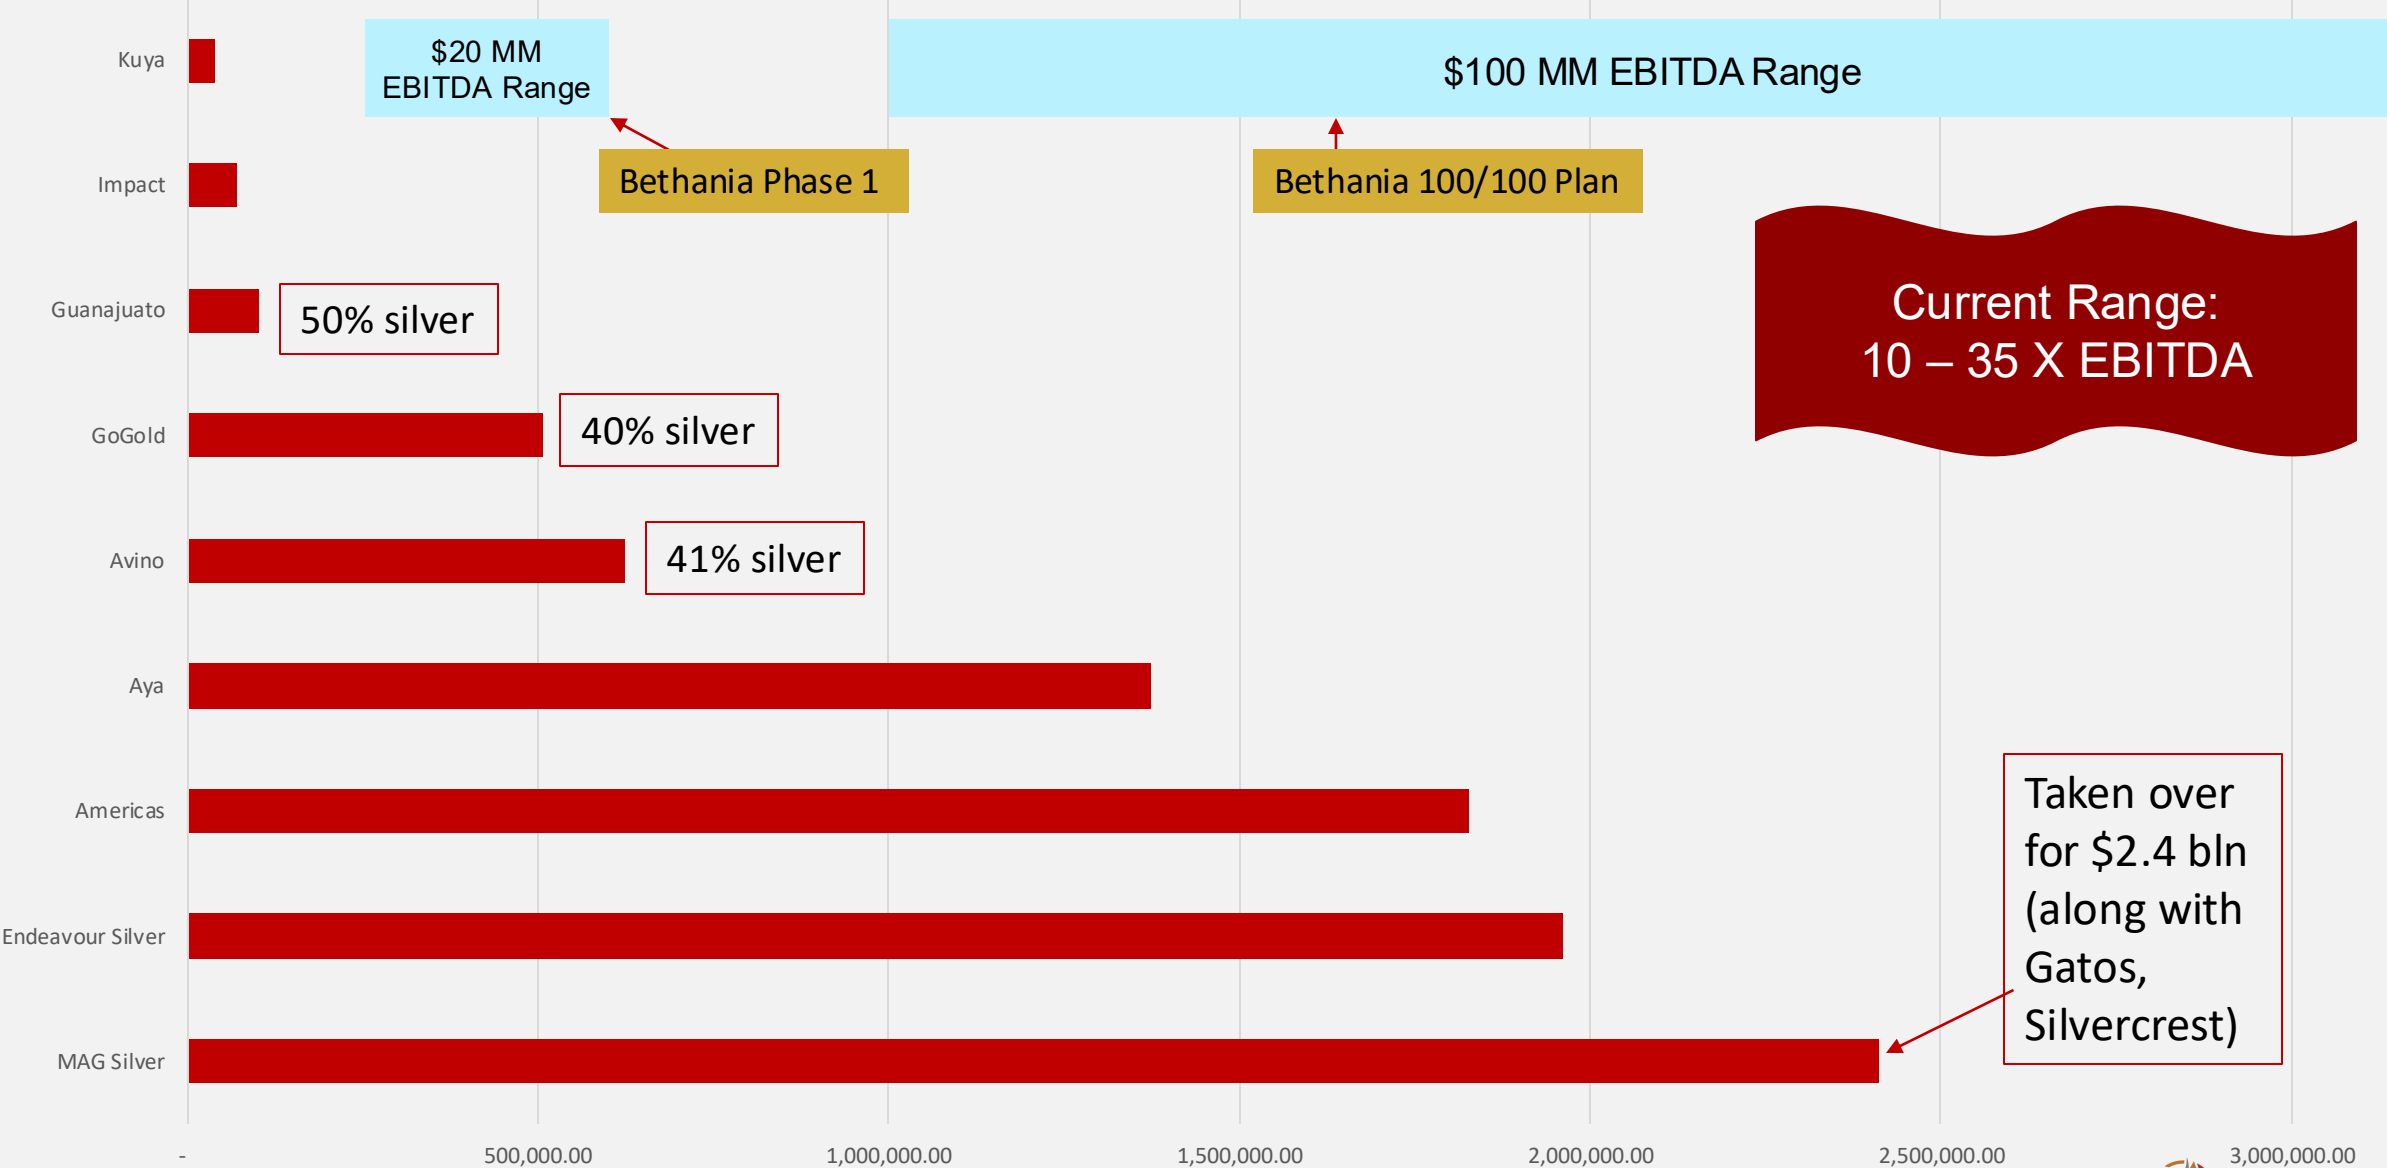 Kuya
$20 MM
EBITDA Range
$100 MM EBITDA Range
Impact
Bethania Phase 1
Bethania 100/100 Plan
Guanajuato
50% silver
Current Range:
10 – 35 X EBITDA
GoGold
40% silver
Avino
41% silver
Aya
Americas
Taken over
for $2.4 bln
(along with
Gatos,
Silvercrest)
Endeavour Silver
MAG Silver
-
500,000.00
1,000,000.00
1,500,000.00
2,000,000.00
2,500,000.00
3,000,000.00